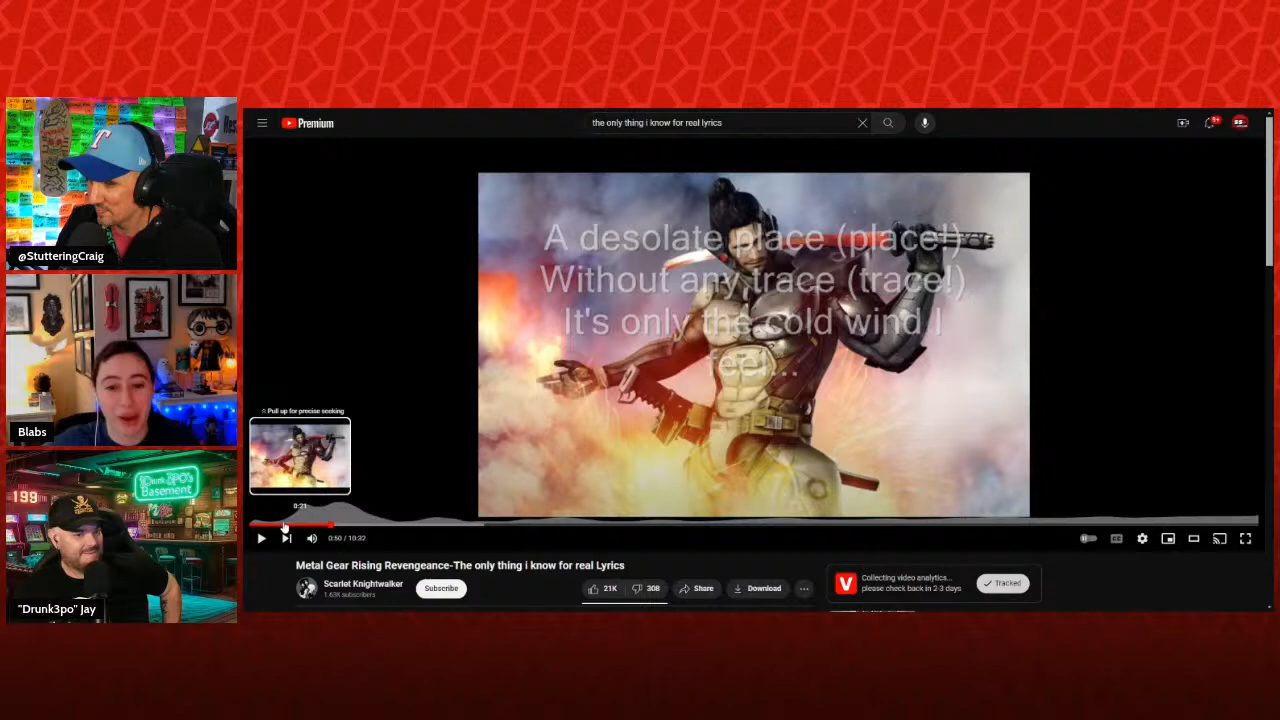 @StutteringCraig
Blabs
199
Drunk3PO's
Basement
"Drunk3po" Jay
Premium
the only thing i know for real lyrics
9+
A desolate place (place!)
Without any trace (trace!)
It's only the cold wind I
feel...
Pull up for precise seeking
0:21
0:50 / 10:32
Metal Gear Rising Revengeance-The only thing i know for real Lyrics
Scarlet Knightwalker
1.63K subscribers
Subscribe
21K
308
Share
Download
Collecting video analytics...
please check back in 2-3 days
Tracked